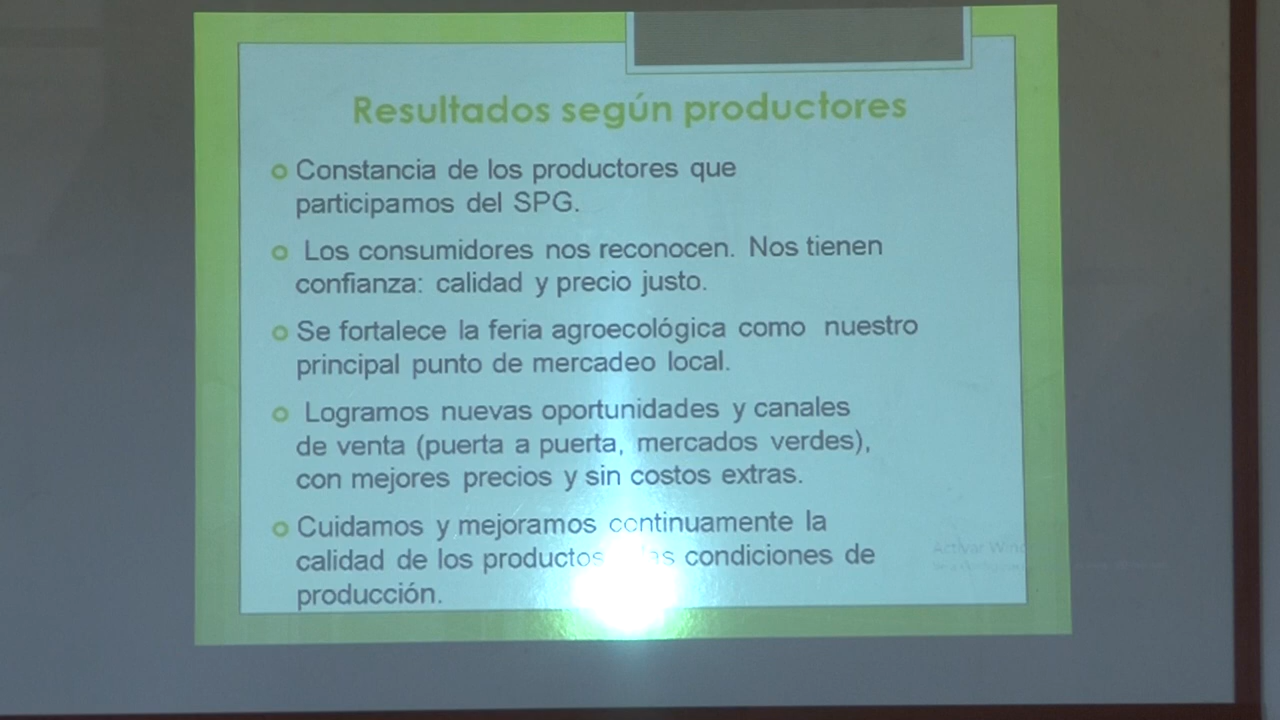 Resultados según productores
Constancia de los productores que
participamos del SPG.
Los consumidores nos reconocen. Nos tienen
confianza: calidad y precio justo.
Se fortalece la feria agroecológica como nuestro
principal punto de mercadeo local.
Logramos nuevas oportunidades y canales
de venta (puerta a puerta, mercados verdes),
con mejores precios y sin costos extras.
Cuidamos y mejoramos continuamente la
calidad de los productos las condiciones de
producción.
Activar